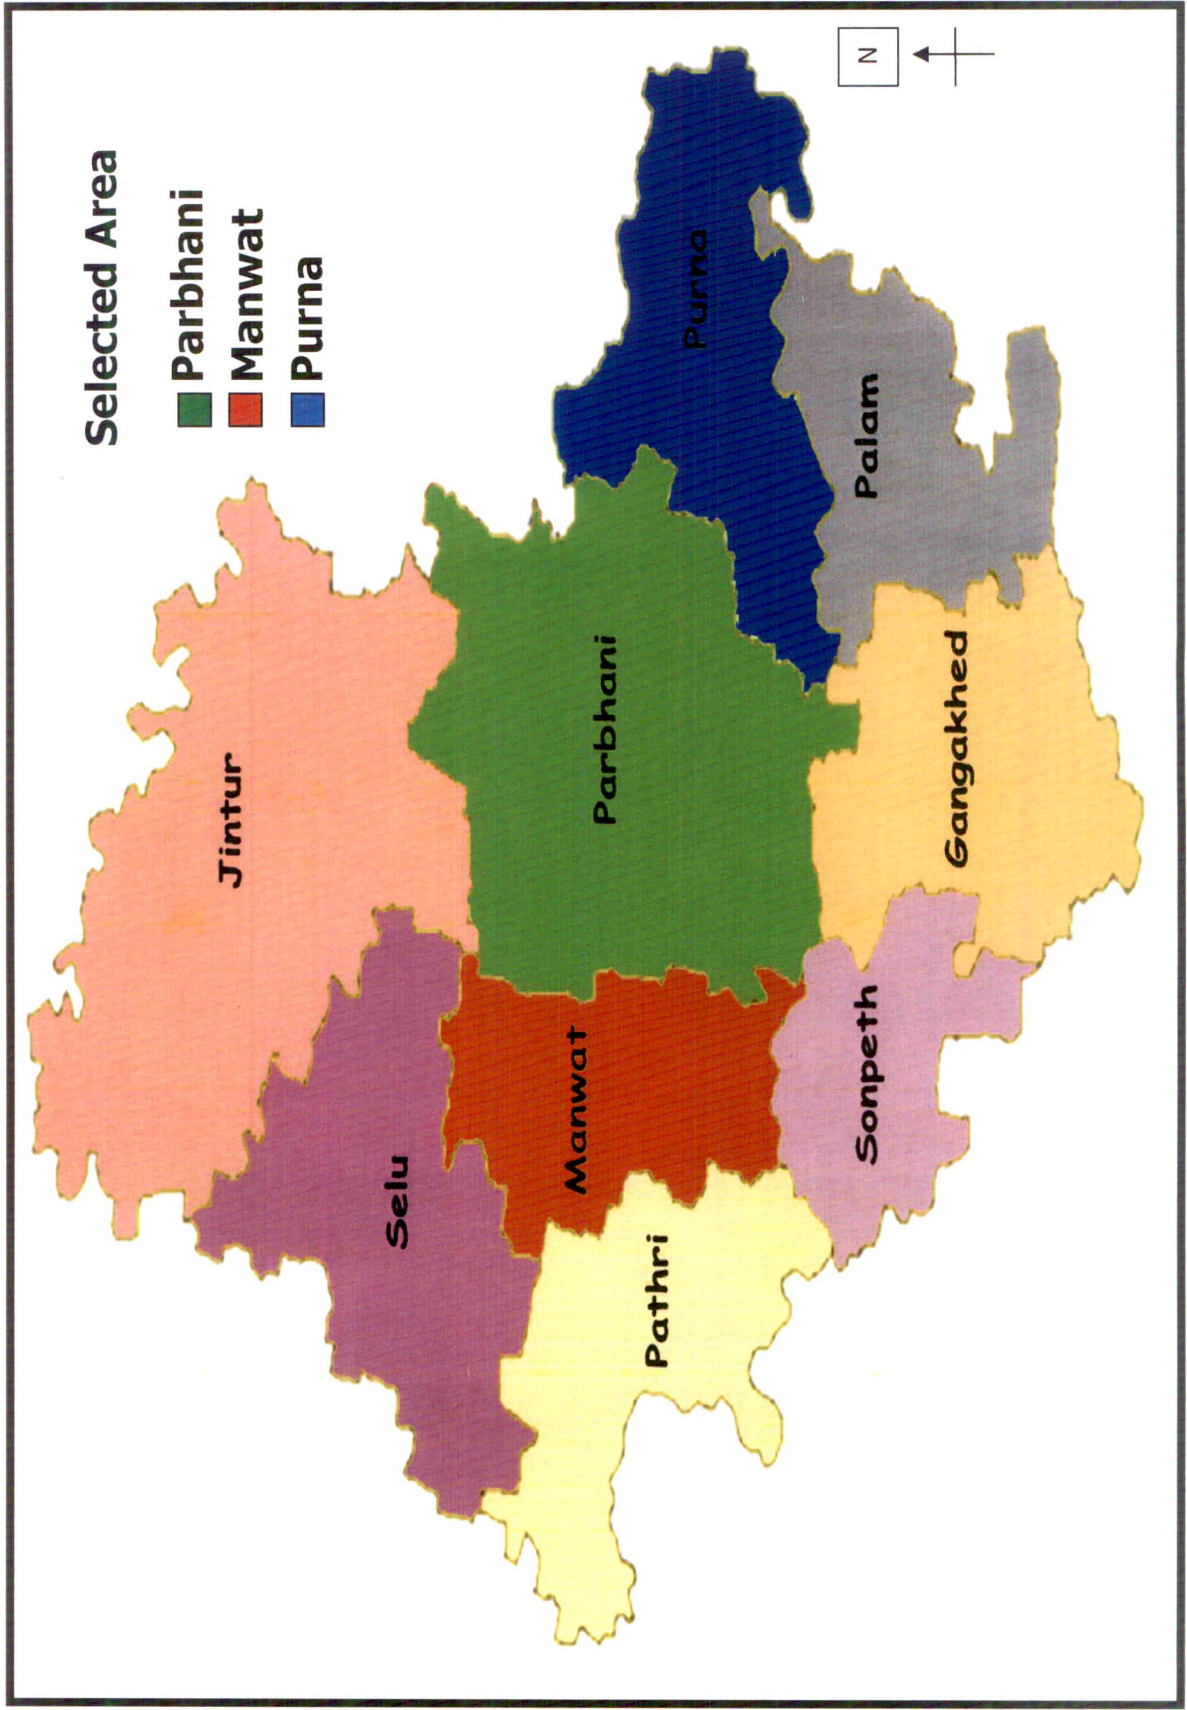 Selected Area
Parbhani
Manwat
Purna
N
Jintur
Selu
Parbhani
Purna
Manwat
Pathri
Palam
Gangakhed
Sonpeth